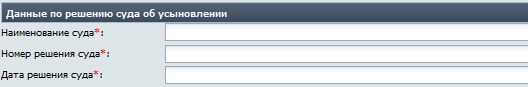 Данные по решению суда об усыновлении
Наименование суда*:
Номер решения суда*:
Дата решения суда*: